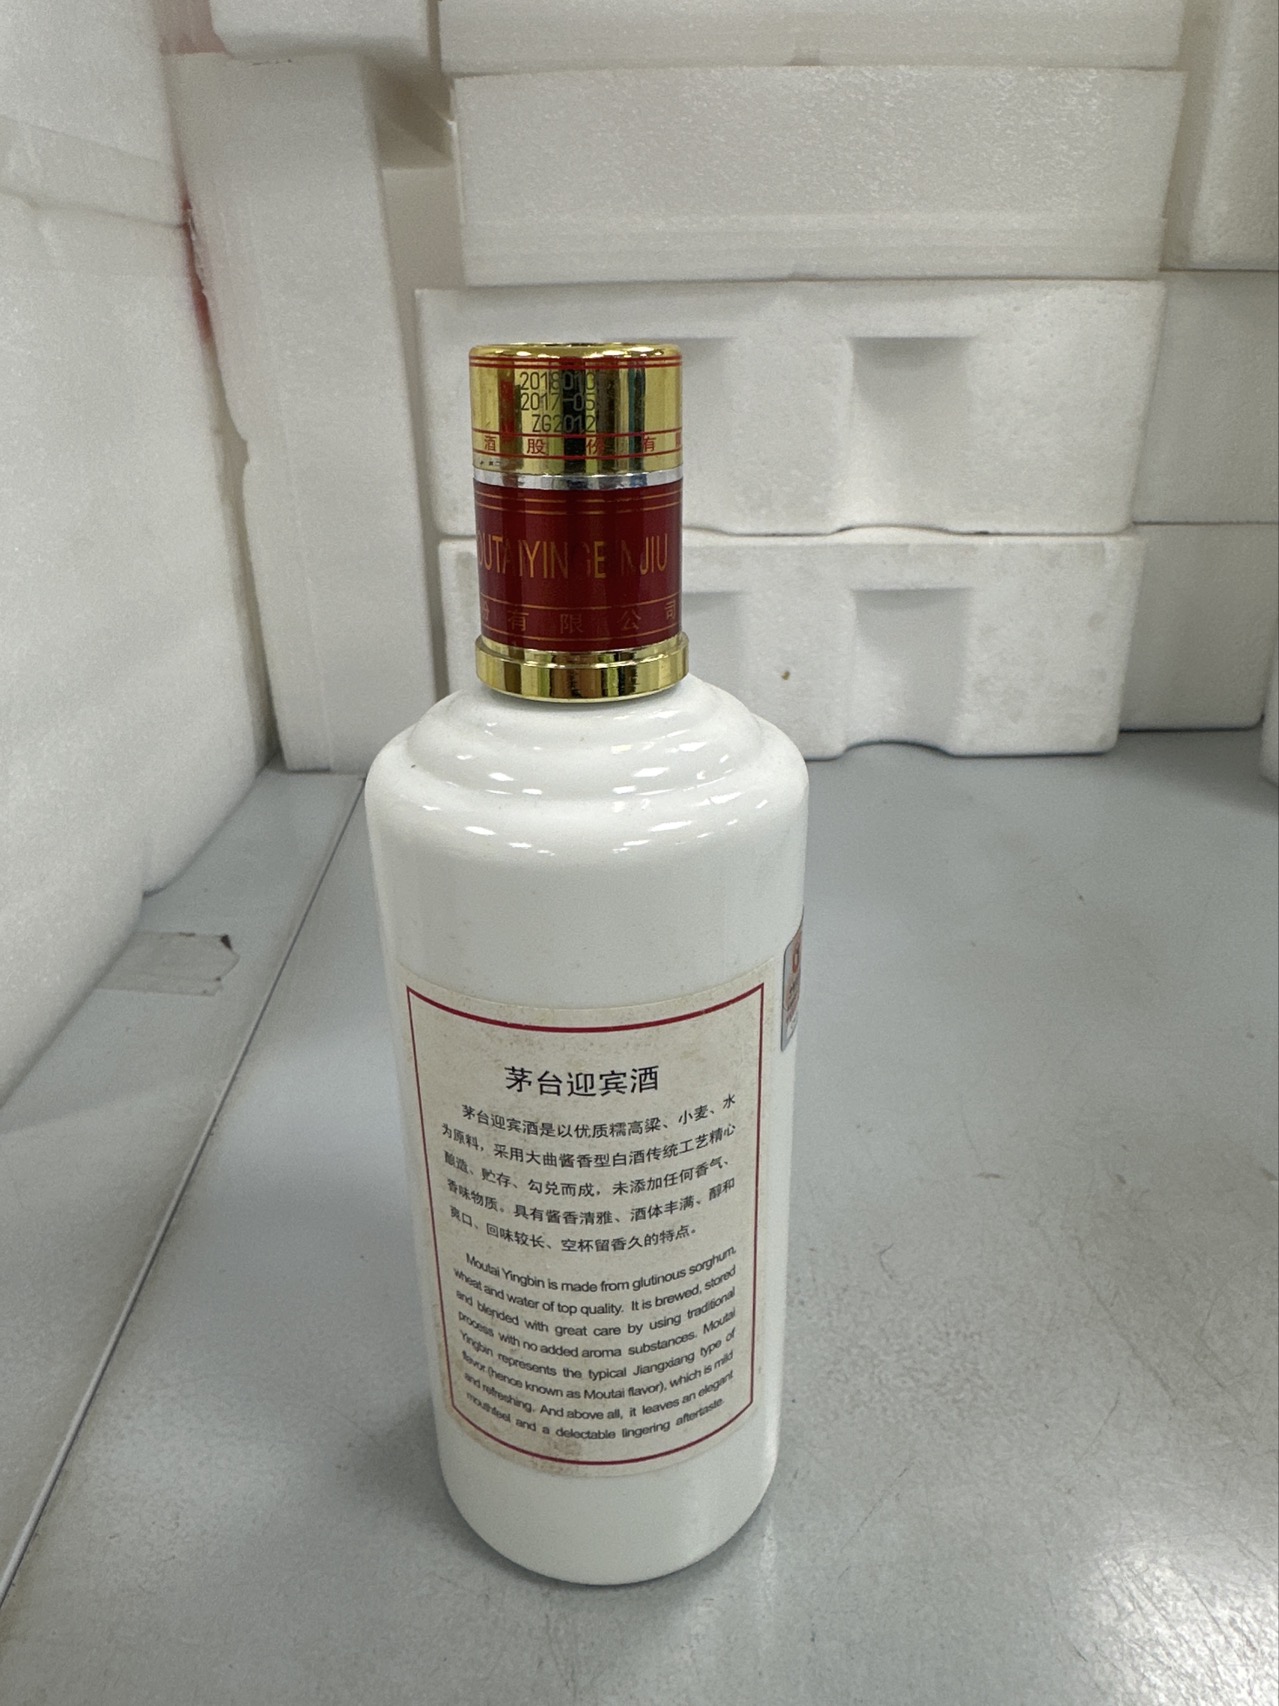 2018010
2017-05
ZG2012
酒股份有
OUTAIYINGBINJIU
份有限公司
茅台迎宾酒
茅台迎宾酒是以优质糯高粱、小麦、水
为原料，采用大曲酱香型白酒传统工艺精心
酿造、贮存、勾兑而成，未添加任何香气、
香味物质。具有酱香清雅、酒体丰满、醇和
爽口、回味较长、空杯留香久的特点。
Moutai Yingbin is made from glutinous sorghum,
wheat and water of top quality. It is brewed, stored
and blended with great care by using traditional
process with no added aroma substances. Moutai
Yingbin represents the typical Jiangxiang type of
flavor (hence known as Moutai flavor), which is mild
and refreshing. And above all, it leaves an elegant
mouthfeel and a delectable lingering aftertaste.